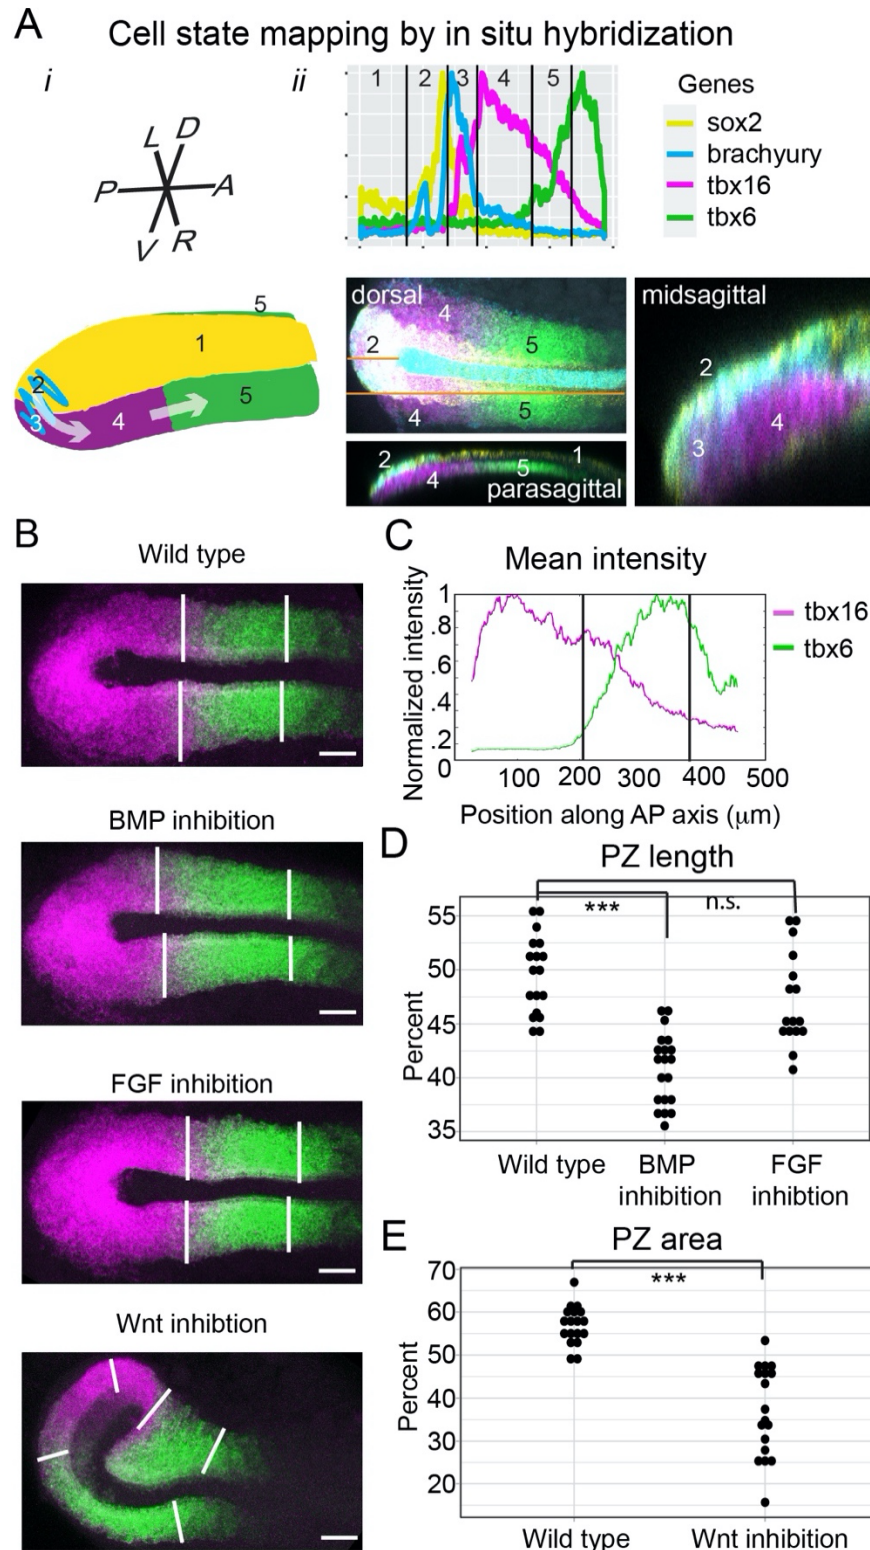 A
Cell state mapping by in situ hybridization
i
ii
L D
P A
V R
1 2 3 4 5
Genes
sox2
brachyury
tbx16
tbx6
5
1
2
3 4 5
dorsal
4
2 5
5
4
2 1
4 5
parasagittal
midsagittal
2
3 4
B
Wild type
BMP inhibition
FGF inhibition
Wnt inhibtion
C
Mean intensity
Normalized intensity
1
.8
.6
.4
.2
0
100 200 300 400 500
Position along AP axis (μm)
tbx16
tbx6
D
PZ length
*** n.s.
Percent
55
50
45
40
35
Wild type BMP inhibition FGF inhibtion
E
PZ area
***
Percent
70
60
50
40
30
20
Wild type Wnt inhibition